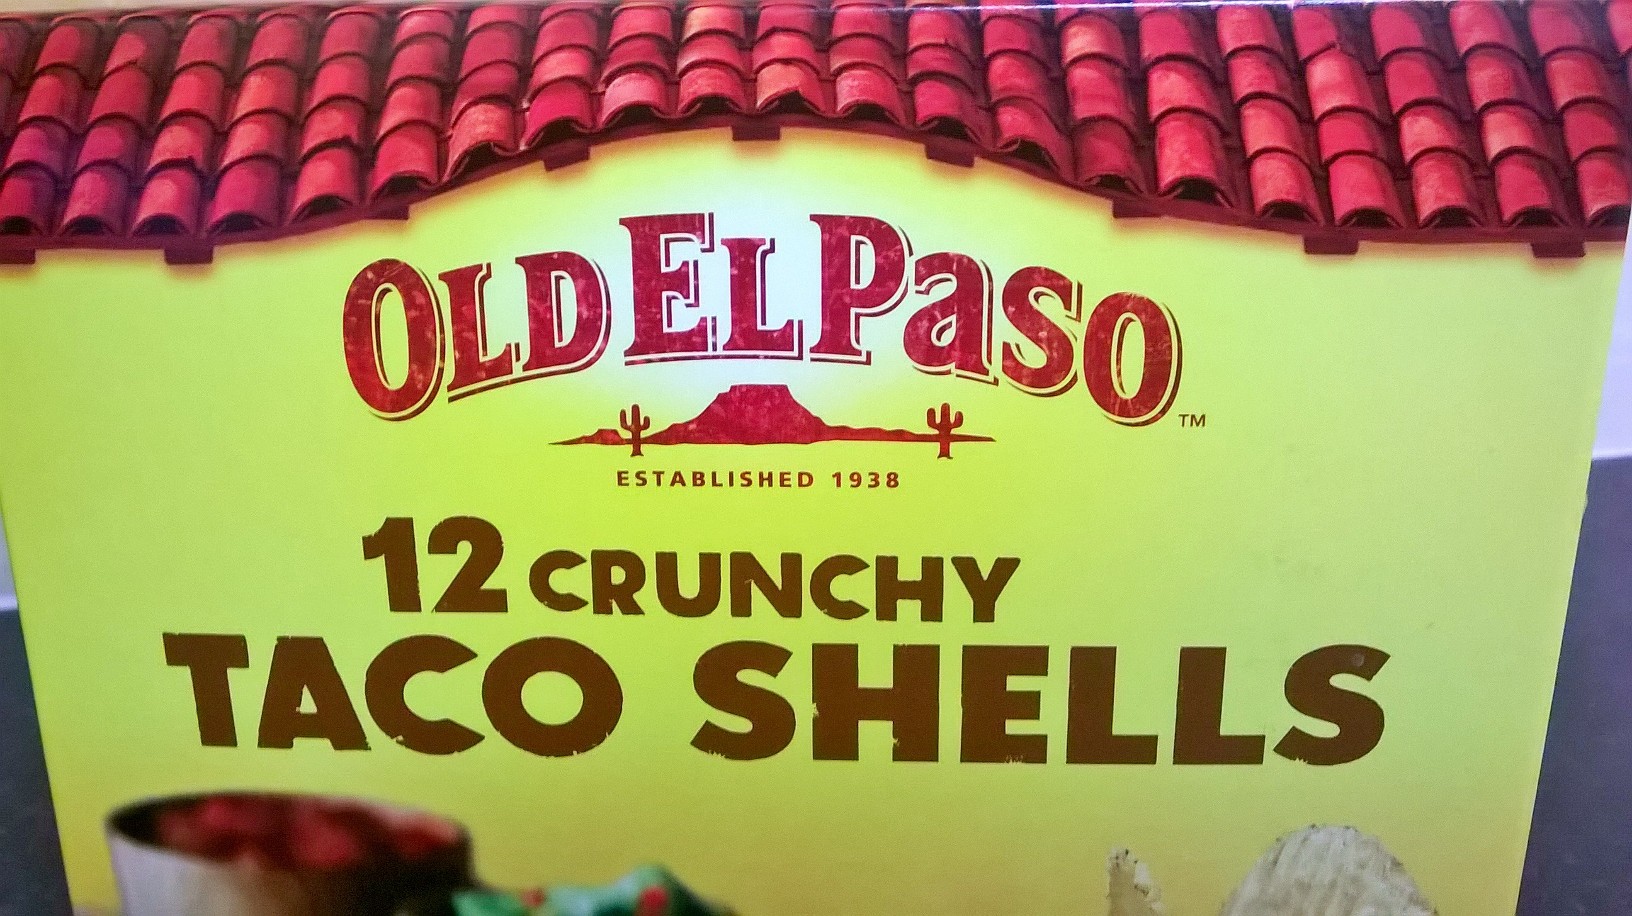 OLD EL PASO™
ESTABLISHED 1938
12 CRUNCHY
TACO SHELLS